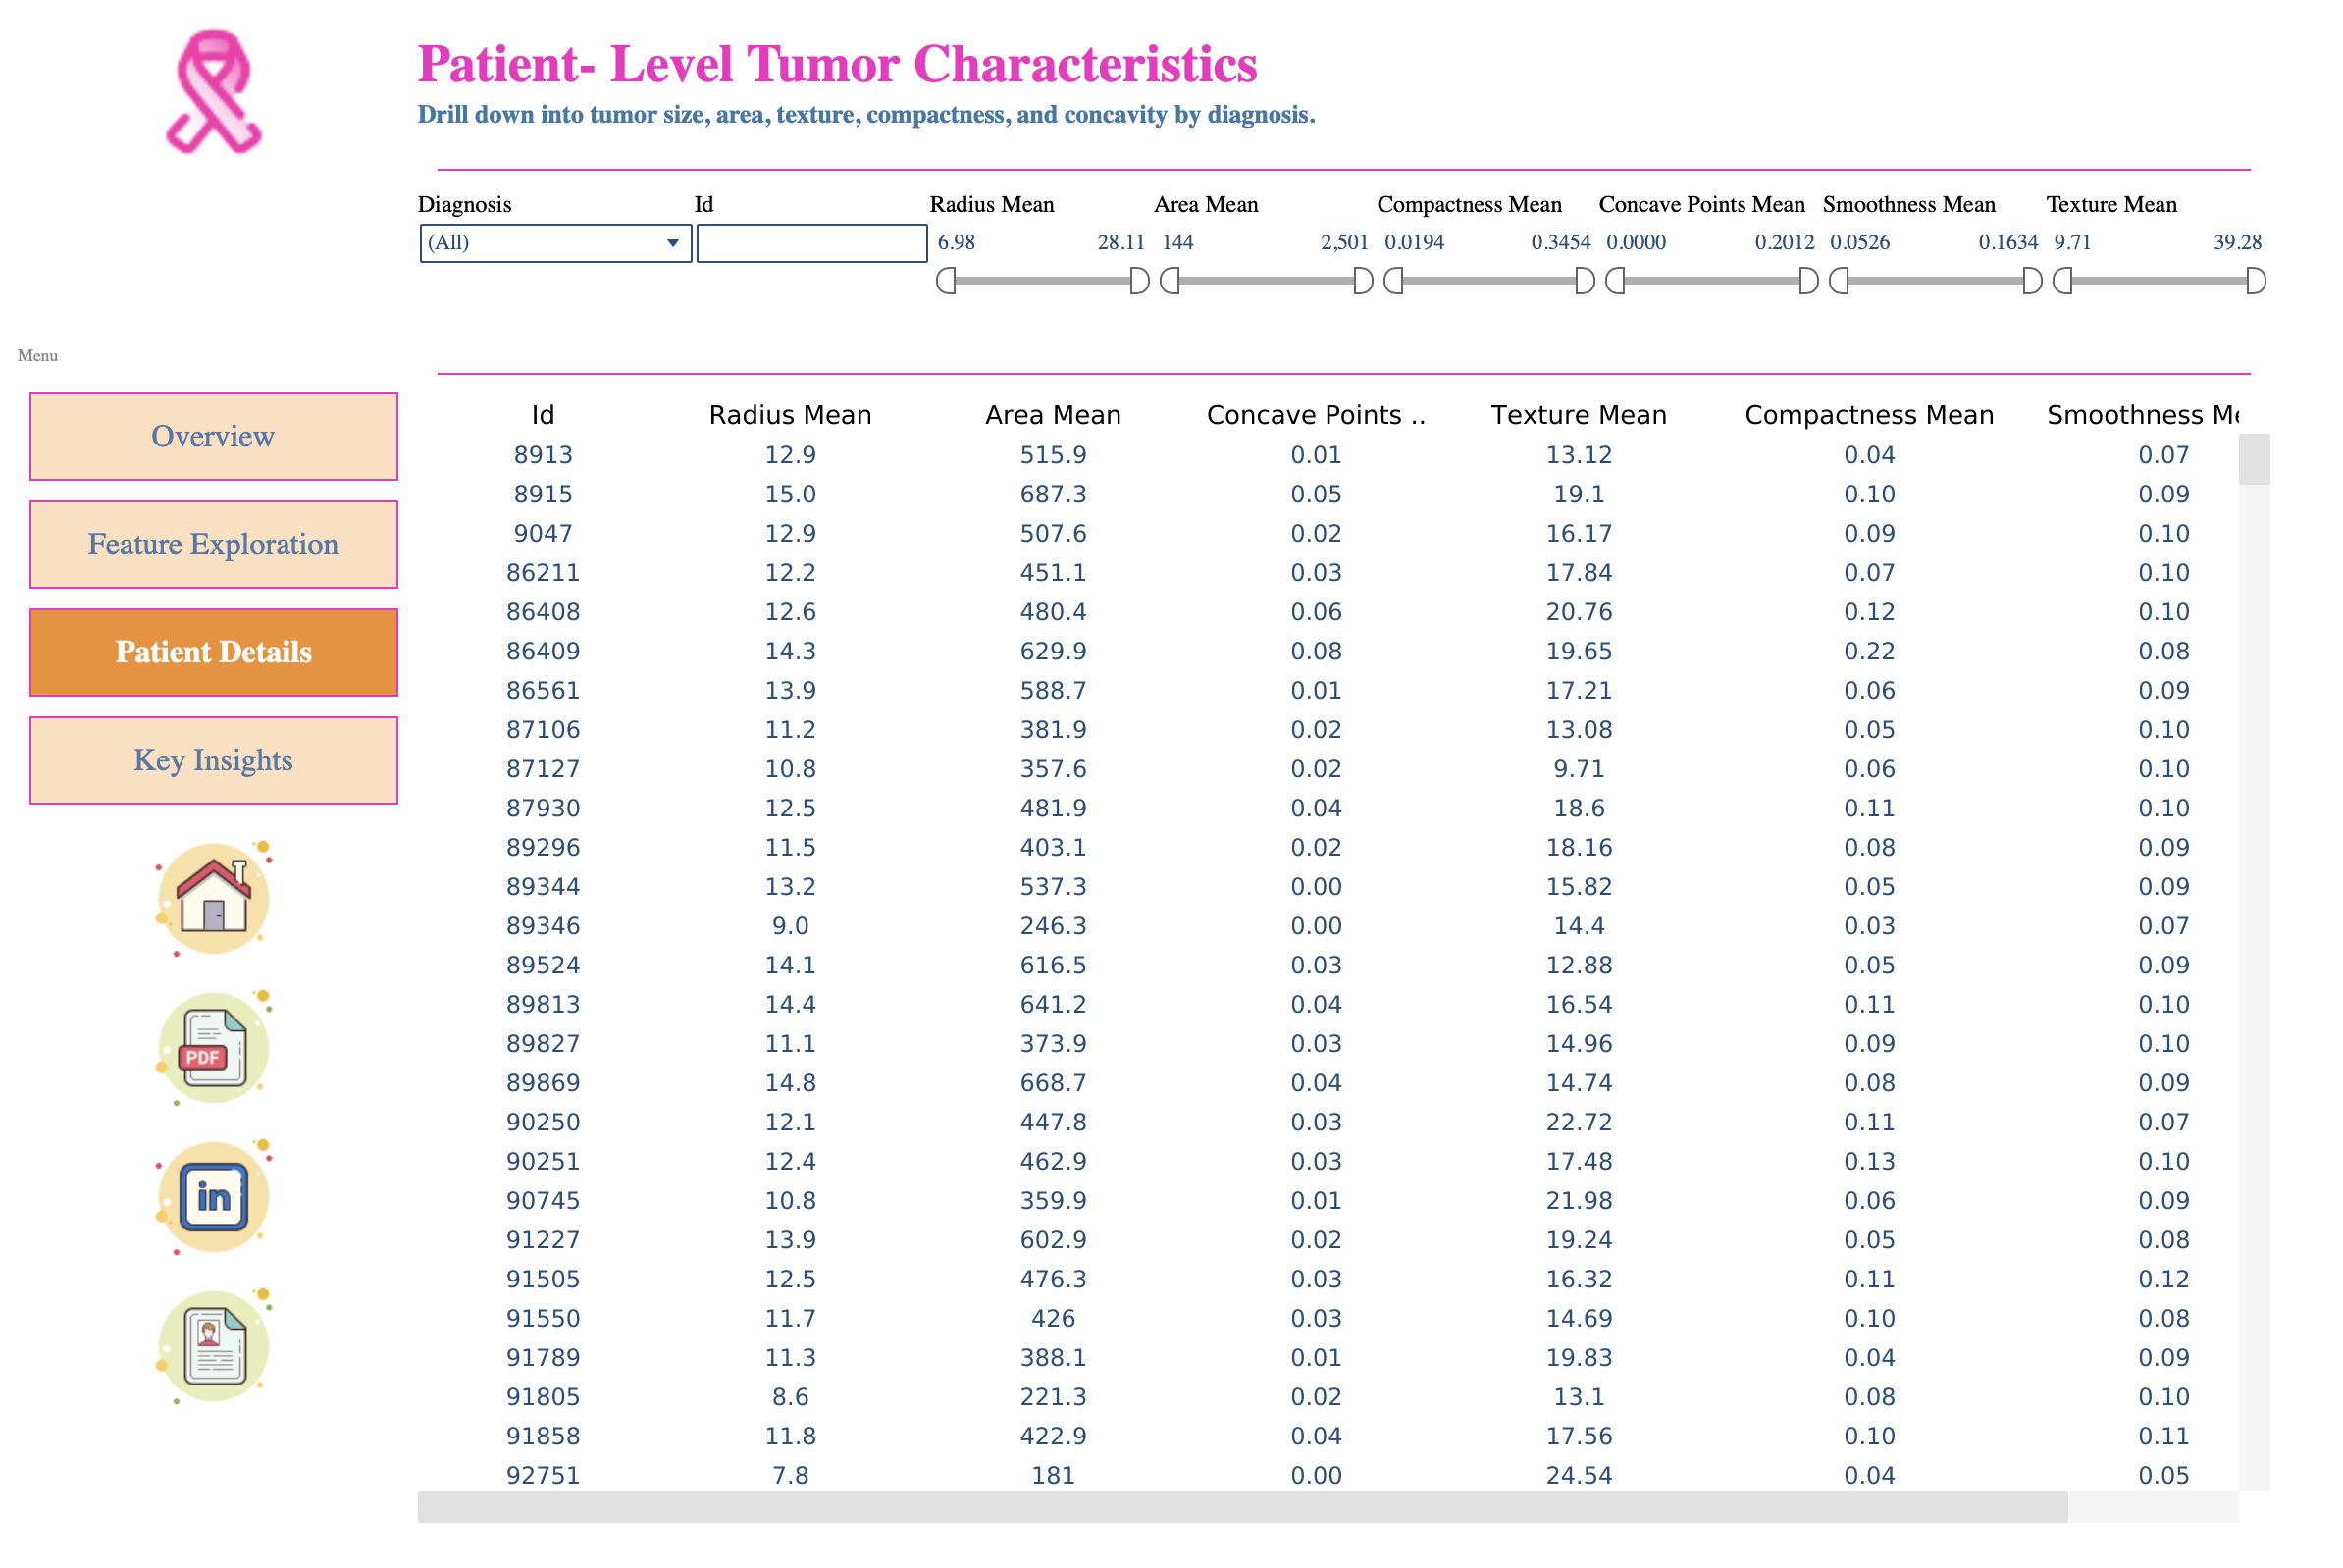 Patient- Level Tumor Characteristics
Drill down into tumor size, area, texture, compactness, and concavity by diagnosis.
Diagnosis Id Radius Mean Area Mean Compactness Mean Concave Points Mean Smoothness Mean Texture Mean
(All) 6.98 28.11 144 2,501 0.0194 0.3454 0.0000 0.2012 0.0526 0.1634 9.71 39.28
Menu
Overview
Feature Exploration
Patient Details
Key Insights
PDF
in
Id Radius Mean Area Mean Concave Points .. Texture Mean Compactness Mean Smoothness Me
8913 12.9 515.9 0.01 13.12 0.04 0.07
8915 15.0 687.3 0.05 19.1 0.10 0.09
9047 12.9 507.6 0.02 16.17 0.09 0.10
86211 12.2 451.1 0.03 17.84 0.07 0.10
86408 12.6 480.4 0.06 20.76 0.12 0.10
86409 14.3 629.9 0.08 19.65 0.22 0.08
86561 13.9 588.7 0.01 17.21 0.06 0.09
87106 11.2 381.9 0.02 13.08 0.05 0.10
87127 10.8 357.6 0.02 9.71 0.06 0.10
87930 12.5 481.9 0.04 18.6 0.11 0.10
89296 11.5 403.1 0.02 18.16 0.08 0.09
89344 13.2 537.3 0.00 15.82 0.05 0.09
89346 9.0 246.3 0.00 14.4 0.03 0.07
89524 14.1 616.5 0.03 12.88 0.05 0.09
89813 14.4 641.2 0.04 16.54 0.11 0.10
89827 11.1 373.9 0.03 14.96 0.09 0.10
89869 14.8 668.7 0.04 14.74 0.08 0.09
90250 12.1 447.8 0.03 22.72 0.11 0.07
90251 12.4 462.9 0.03 17.48 0.13 0.10
90745 10.8 359.9 0.01 21.98 0.06 0.09
91227 13.9 602.9 0.02 19.24 0.05 0.08
91505 12.5 476.3 0.03 16.32 0.11 0.12
91550 11.7 426 0.03 14.69 0.10 0.08
91789 11.3 388.1 0.01 19.83 0.04 0.09
91805 8.6 221.3 0.02 13.1 0.08 0.10
91858 11.8 422.9 0.04 17.56 0.10 0.11
92751 7.8 181 0.00 24.54 0.04 0.05